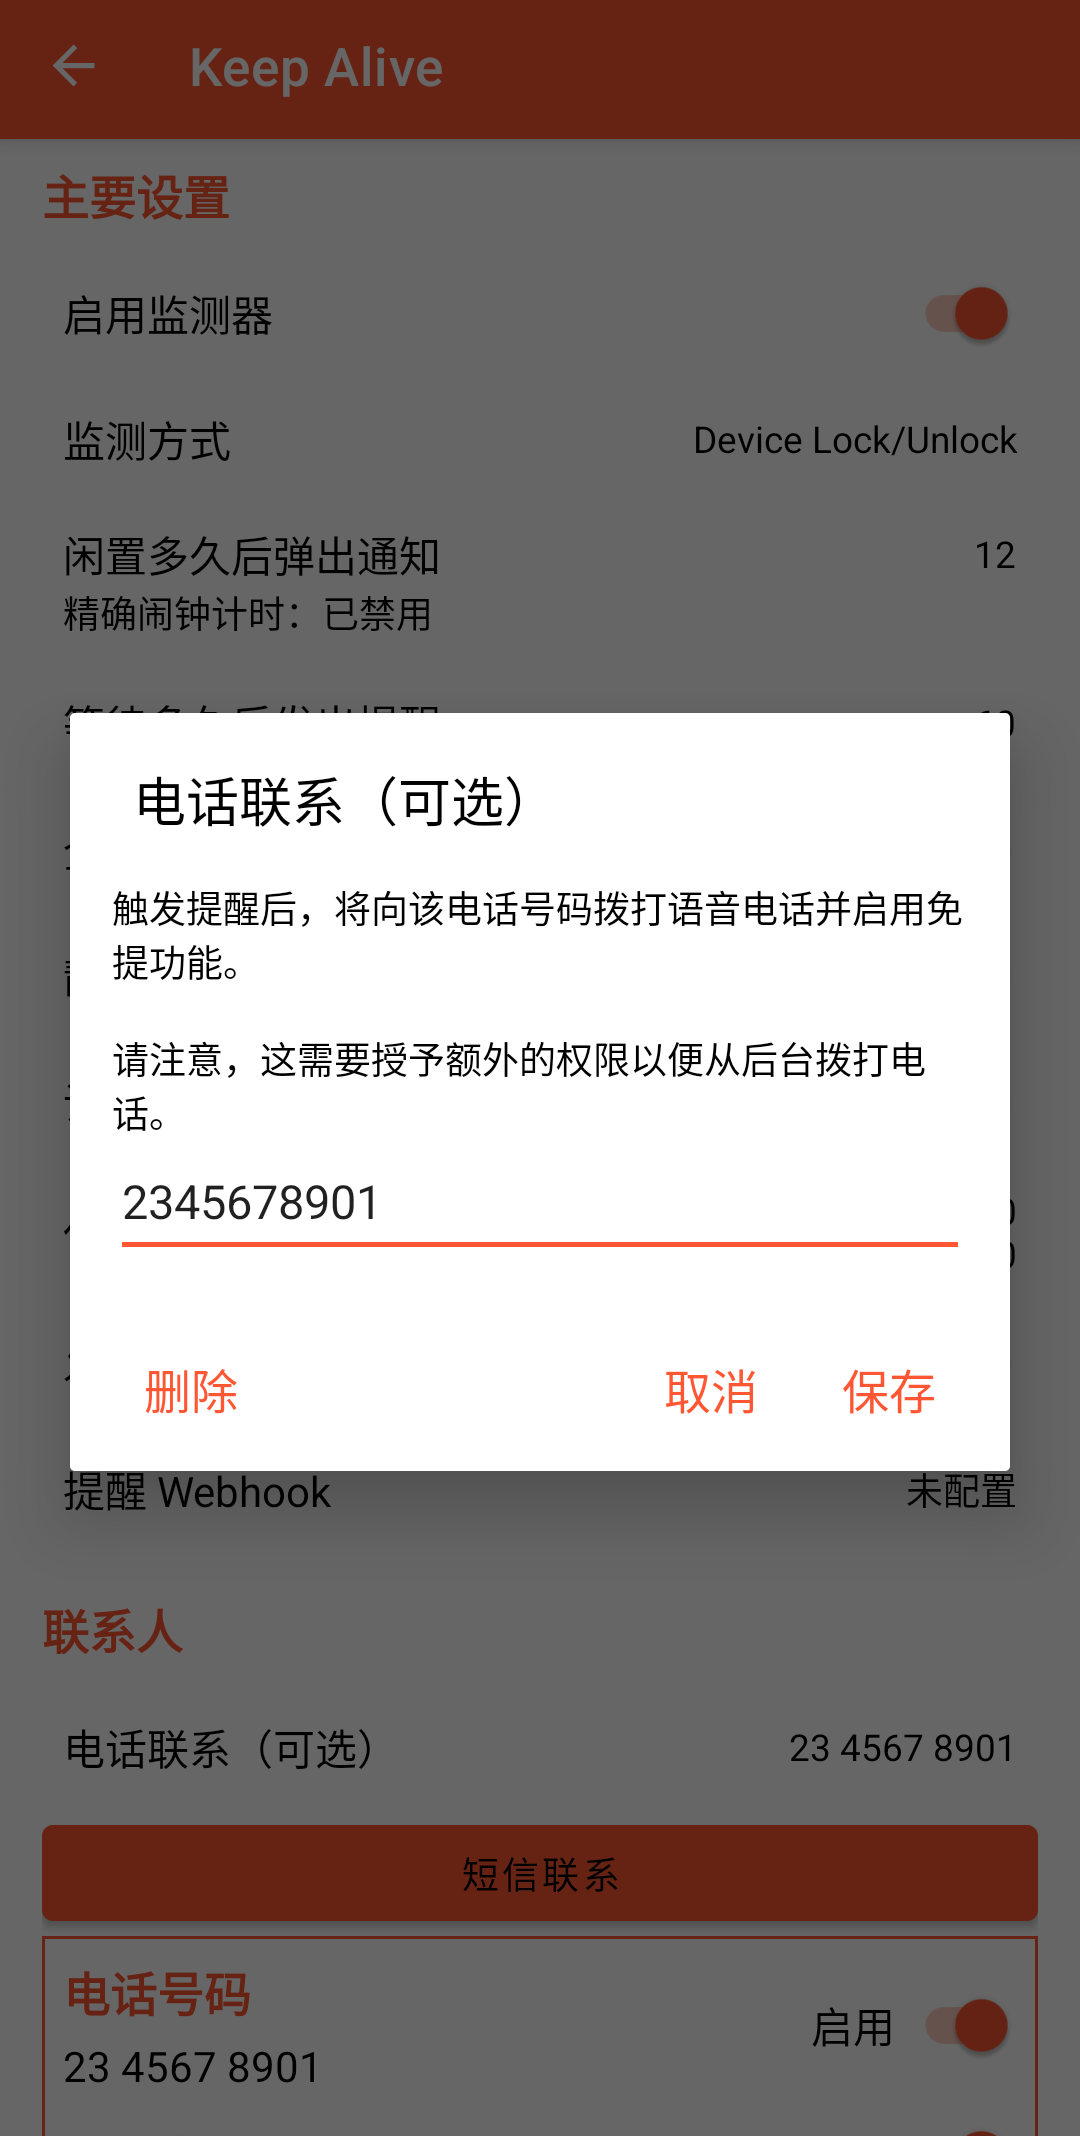 Keep Alive
主要设置
启用监测器
监测方式 Device Lock/Unlock
闲置多久后弹出通知 12
精确闹钟计时：已禁用
电话联系（可选）
触发提醒后，将向该电话号码拨打语音电话并启用免
提功能。
请注意，这需要授予额外的权限以便从后台拨打电
话。
2345678901
删除 取消 保存
提醒 Webhook 未配置
联系人
电话联系（可选） 23 4567 8901
短信联系
电话号码
启用
23 4567 8901